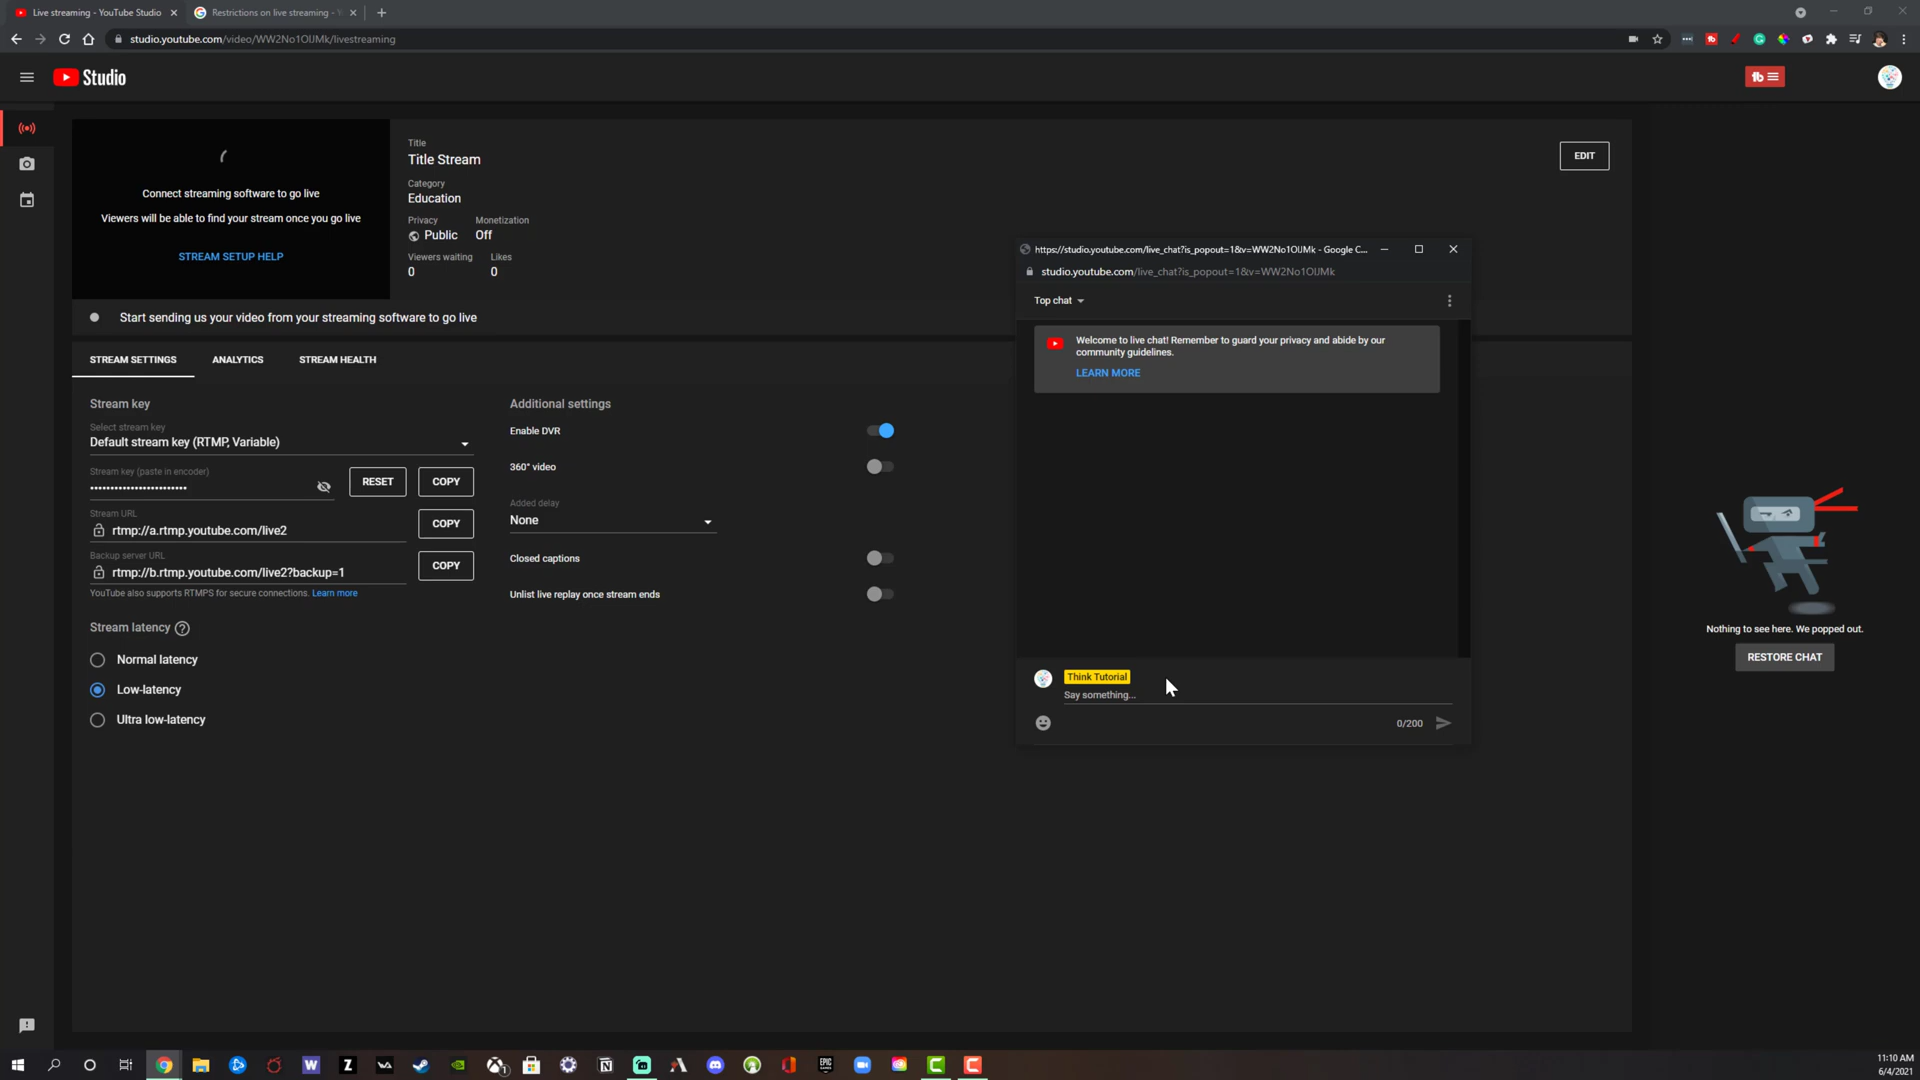 Live streaming - YouTube Studio
Restrictions on live streaming - Y
studio.youtube.com/video/WW2No1OIJMk/livestreaming
Studio
tb
Connect streaming software to go live
Viewers will be able to find your stream once you go live
STREAM SETUP HELP
Title
Title Stream
Category
Education
Privacy
Monetization
Public
Off
Viewers waiting
Likes
0
0
EDIT
Start sending us your video from your streaming software to go live
STREAM SETTINGS
ANALYTICS
STREAM HEALTH
Stream key
Select stream key
Default stream key (RTMP, Variable)
Stream key (paste in encoder)
••••••••••••••••••••••••
RESET
COPY
Stream URL
rtmp://a.rtmp.youtube.com/live2
COPY
Backup server URL
rtmp://b.rtmp.youtube.com/live2?backup=1
COPY
YouTube also supports RTMPS for secure connections. Learn more
Stream latency
Normal latency
Low-latency
Ultra low-latency
Additional settings
Enable DVR
360° video
Added delay
None
Closed captions
Unlist live replay once stream ends
https://studio.youtube.com/live_chat?is_popout=1&v=WW2No1OIJMk - Google C...
studio.youtube.com/live_chat?is_popout=1&v=WW2No1OIJMk
Top chat
Welcome to live chat! Remember to guard your privacy and abide by our
community guidelines.
LEARN MORE
Think Tutorial
Say something...
0/200
Nothing to see here. We popped out.
RESTORE CHAT
11:10 AM
6/4/2021